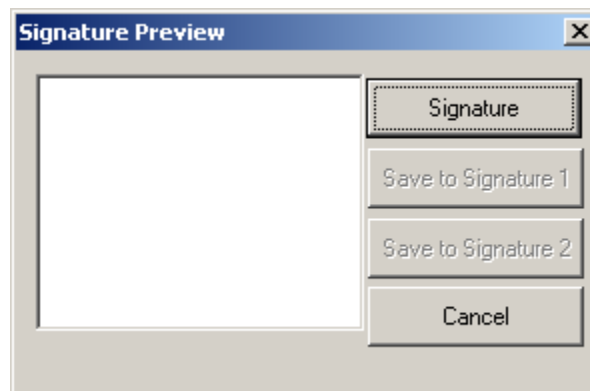 Signature Preview
Signature
Save to Signature 1
Save to Signature 2
Cancel